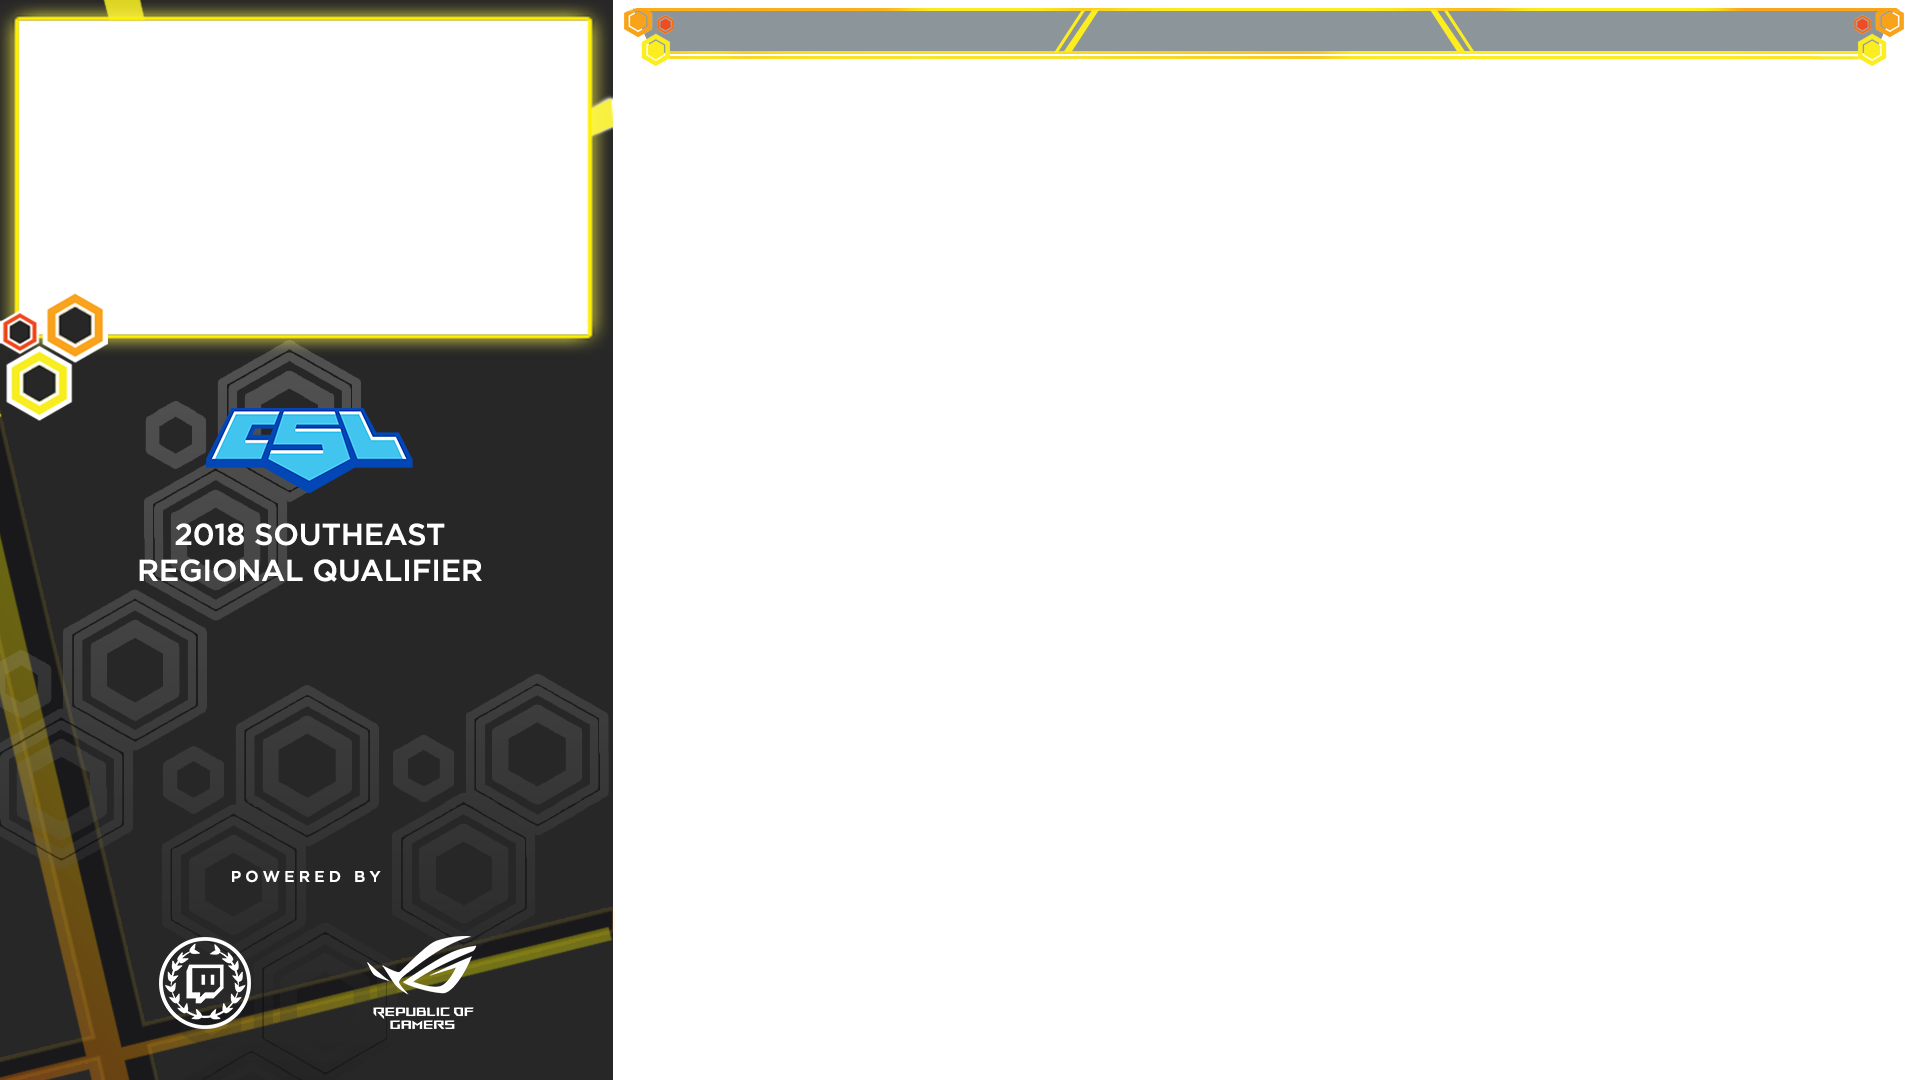 CSL
2018 SOUTHEAST
REGIONAL QUALIFIER
POWERED BY
REPUBLIC OF
GAMERS